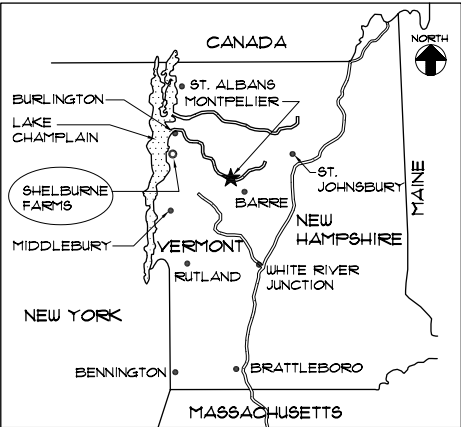 CANADA
NORTH
ST. ALBANS
MONTPELIER
BURLINGTON
LAKE
CHAMPLAIN
SHELBURNE
FARMS
ST.
JOHNSBURY
MAINE
BARRE
NEW
HAMPSHIRE
MIDDLEBURY
VERMONT
RUTLAND
WHITE RIVER
JUNCTION
NEW YORK
BENNINGTON
BRATTLEBORO
MASSACHUSETTS